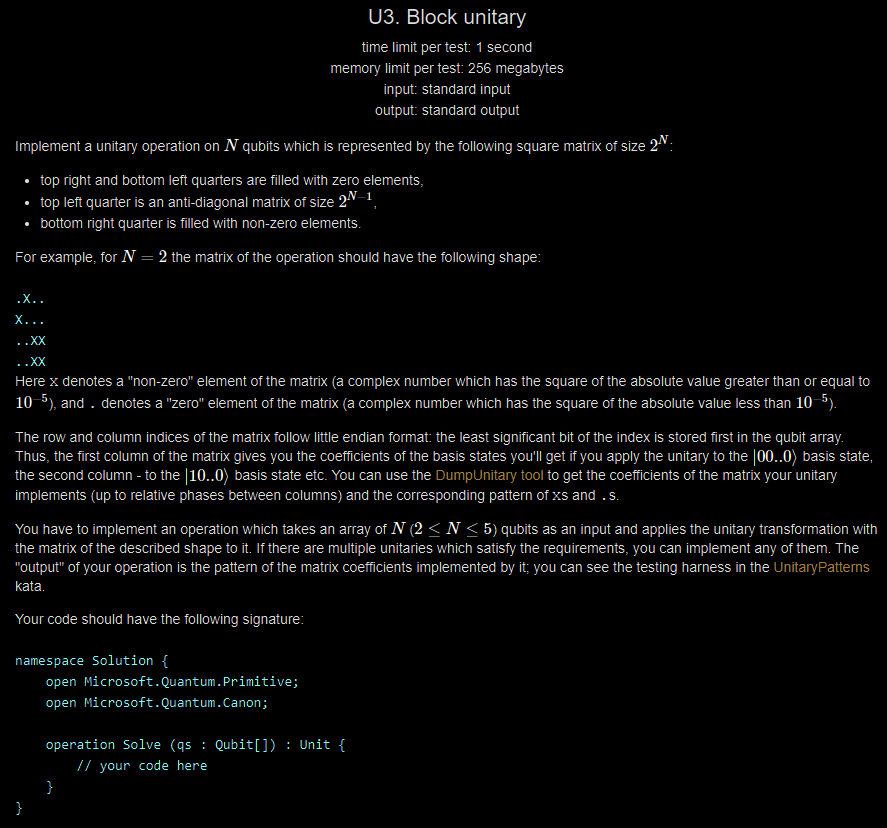 U3. Block unitary
time limit per test: 1 second
memory limit per test: 256 megabytes
input: standard input
output: standard output
Implement a unitary operation on N qubits which is represented by the following square matrix of size 2^N:
• top right and bottom left quarters are filled with zero elements,
• top left quarter is an anti-diagonal matrix of size 2^{N−1},
• bottom right quarter is filled with non-zero elements.
For example, for N = 2 the matrix of the operation should have the following shape:
.X..
X...
..XX
..XX
Here X denotes a "non-zero" element of the matrix (a complex number which has the square of the absolute value greater than or equal to
10^{−5}), and . denotes a "zero" element of the matrix (a complex number which has the square of the absolute value less than 10^{−5}).
The row and column indices of the matrix follow little endian format: the least significant bit of the index is stored first in the qubit array.
Thus, the first column of the matrix gives you the coefficients of the basis states you'll get if you apply the unitary to the |00..0⟩ basis state,
the second column - to the |10..0⟩ basis state etc. You can use the DumpUnitary tool to get the coefficients of the matrix your unitary
implements (up to relative phases between columns) and the corresponding pattern of Xs and .s.
You have to implement an operation which takes an array of N (2 ≤ N ≤ 5) qubits as an input and applies the unitary transformation with
the matrix of the described shape to it. If there are multiple unitaries which satisfy the requirements, you can implement any of them. The
"output" of your operation is the pattern of the matrix coefficients implemented by it; you can see the testing harness in the UnitaryPatterns
kata.
Your code should have the following signature:
namespace Solution {
    open Microsoft.Quantum.Primitive;
    open Microsoft.Quantum.Canon;
    operation Solve (qs : Qubit[]) : Unit {
        // your code here
    }
}